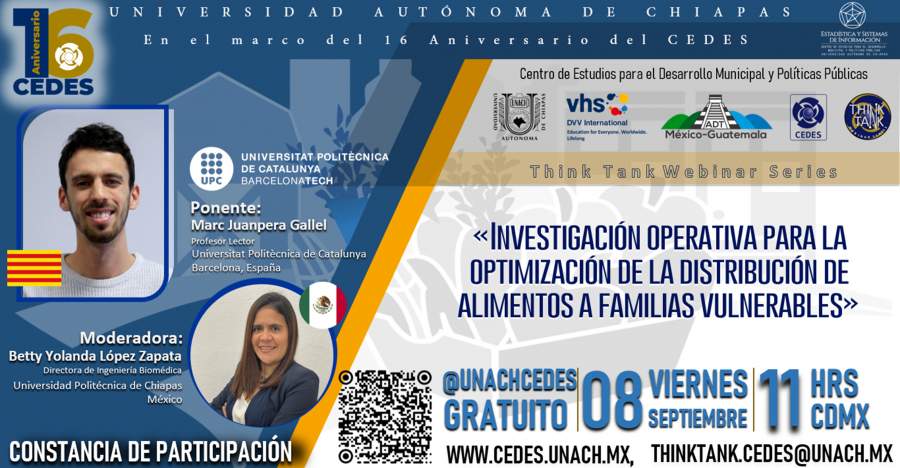 UNIVERSIDAD AUTÓNOMA DE CHIAPAS
En el marco del 16 Aniversario del CEDES
16
Aniversario
CEDES
ESTADÍSTICA Y SISTEMAS
DE INFORMACIÓN
Centro de Estudios para el Desarrollo Municipal y Políticas Públicas
UNACH
AUTONOMA
UNIVERSIDAD
DE CHIAPAS
vhs
DVV International
Education for Everyone. Worldwide.
Lifelong
ADT
México-Guatemala
CEDES
THINK
TANK
Think Tank Webinar Series
UPC
UNIVERSITAT POLITÈCNICA
DE CATALUNYA
BARCELONATECH
Ponente:
Marc Juanpera Gallel
Profesor Lector
Universitat Politècnica de Catalunya
Barcelona, España
«INVESTIGACIÓN OPERATIVA PARA LA
OPTIMIZACIÓN DE LA DISTRIBUCIÓN DE
ALIMENTOS A FAMILIAS VULNERABLES»
Moderadora:
Betty Yolanda López Zapata
Directora de Ingeniería Biomédica
Universidad Politécnica de Chiapas
México
@UNACHCEDES
GRATUITO
08
VIERNES
SEPTIEMBRE
11
HRS
CDMX
CONSTANCIA DE PARTICIPACIÓN
WWW.CEDES.UNACH.MX, THINKTANK.CEDES@UNACH.MX